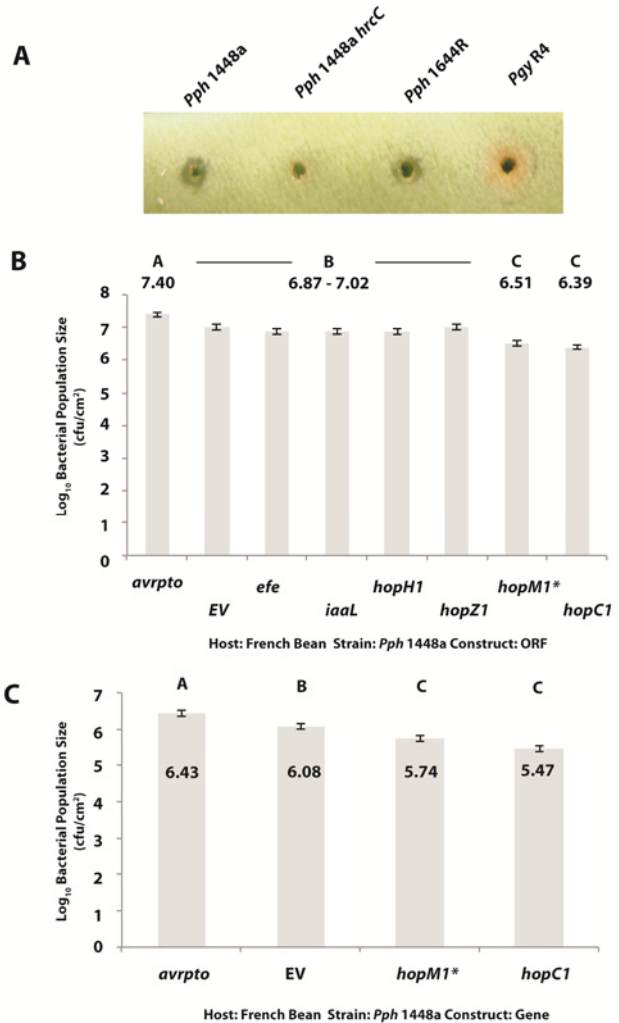 A
Pph 1448a
Pph 1448a hrcC
Pph 1644R
Pgy R4
B
A B C C
7.40 6.87 - 7.02 6.51 6.39
Log10 Bacterial Population Size
(cfu/cm²)
8
7
6
5
4
3
2
1
0
avrpto efe hopH1 hopM1*
EV iaaL hopZ1 hopC1
Host: French Bean Strain: Pph 1448a Construct: ORF
C
A B C C
Log10 Bacterial Population Size
(cfu/cm²)
7
6
5
4
3
2
1
0
6.43 6.08 5.74 5.47
avrpto EV hopM1* hopC1
Host: French Bean Strain: Pph 1448a Construct: Gene